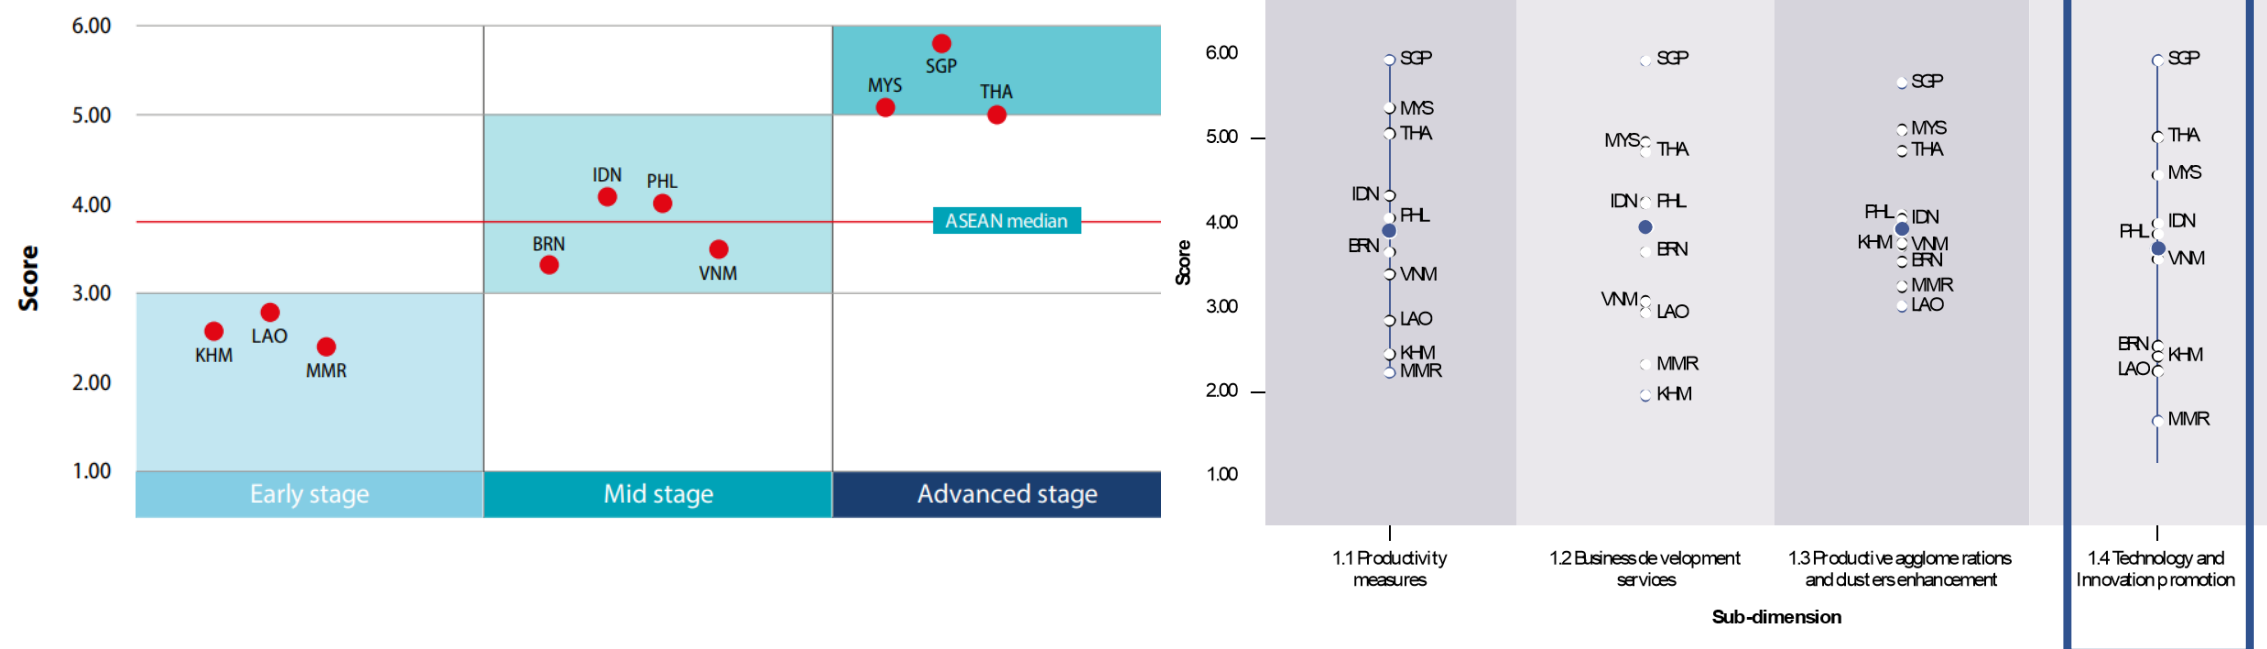 Score
6.00
5.00
4.00
3.00
2.00
1.00
SGP
MYS
THA
IDN
PHL
ASEAN median
BRN
VNM
KHM
LAO
MMR
Early stage
Mid stage
Advanced stage
Score
6.00
5.00
4.00
3.00
2.00
1.00
SGP
MYS
THA
IDN
PHL
BRN
VNM
LAO
KHM
MMR
1.1 Productivity
measures
SGP
MYS
THA
IDN
PHL
BRN
VNM
LAO
MMR
KHM
1.2 Business development
services
SGP
MYS
THA
PHL
IDN
KHM
VNM
BRN
MMR
LAO
1.3 Productive agglomerations
and clusters enhancement
SGP
THA
MYS
IDN
PHL
VNM
BRN
KHM
LAO
MMR
1.4 Technology and
Innovation promotion
Sub-dimension